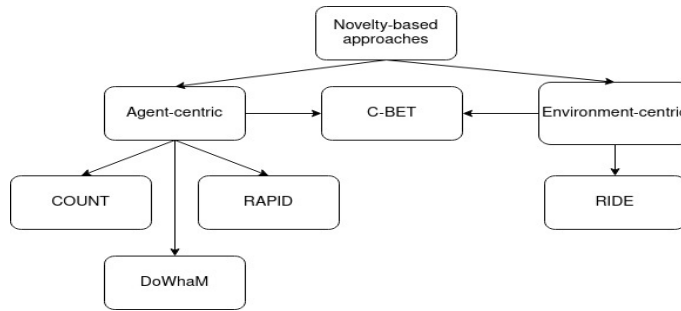 Novelty-based
approaches
Agent-centric
C-BET
Environment-centric
COUNT
RAPID
RIDE
DoWhaM